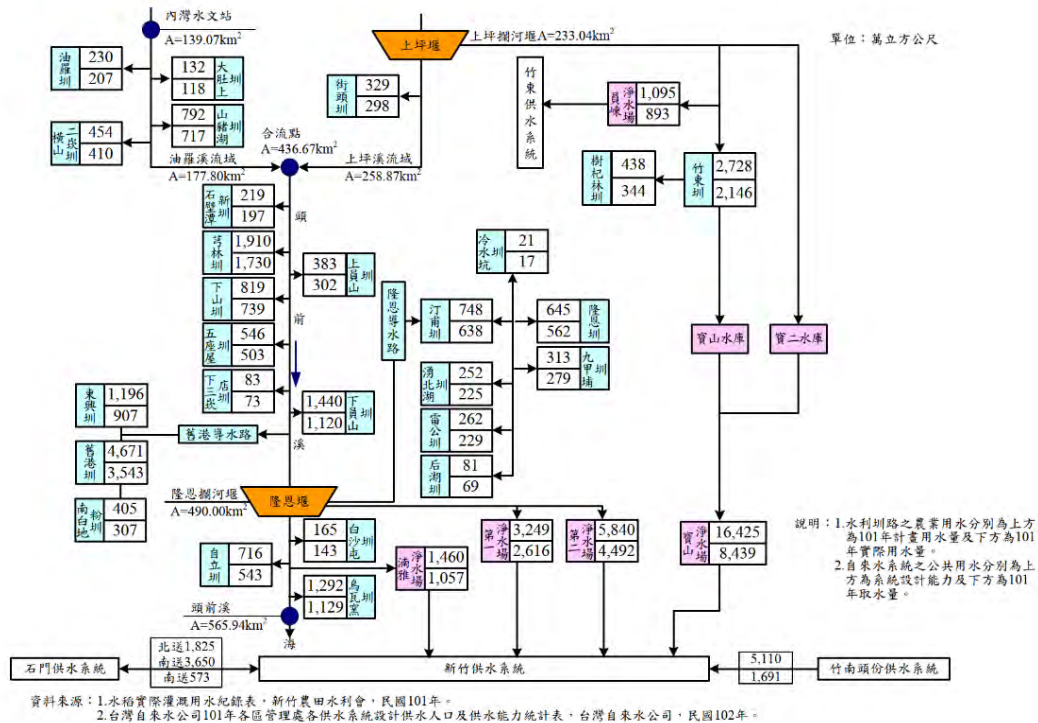 內灣水文站
A=139.07km²
上坪堰
上坪攔河堰A=233.04km²
單位：萬立方公尺
油羅圳
230
207
132
118
大肚上圳
街頭圳
329
298
竹東供水系統
員崠淨水場
1,095
893
橫山二崁圳
454
410
792
717
山豬湖圳
合流點
A=436.67km²
油羅溪流域
A=177.80km²
上坪溪流域
A=258.87km²
樹杞林圳
438
344
竹東圳
2,728
2,146
石壁潭新圳
219
197
頭
芎林圳
1,910
1,730
383
302
上員山圳
冷水坑圳
21
17
下山圳
819
739
前
隆恩導水路
汀甫圳
748
638
645
562
隆恩圳
寶山水庫
寶二水庫
五座屋圳
546
503
313
279
九甲埔圳
湧北湖圳
252
225
下三崁店圳
83
73
東興圳
1,196
907
1,440
1,120
下員山圳
雷公圳
262
229
舊港導水路
溪
舊港圳
4,671
3,543
后湖圳
81
69
隆恩攔河堰
A=490.00km²
隆恩堰
南白地粉圳
405
307
165
143
白沙屯圳
第一淨水場
3,249
2,616
第二淨水場
5,840
4,492
寶山淨水場
16,425
8,439
說明：1.水利圳路之農業用水分別為上方
為101年計畫用水量及下方為101
年實際用水量。
2.自來水系統之公共用水分別為上
方為系統設計能力及下方為101
年取水量。
自立圳
716
543
湳雅淨水場
1,460
1,057
1,292
1,129
烏瓦窯圳
頭前溪
A=565.94km²
海
石門供水系統
北送1,825
南送3,650
南送573
新竹供水系統
5,110
1,691
竹南頭份供水系統
資料來源：1.水稻實際灌溉用水紀錄表，新竹農田水利會，民國101年。
2.台灣自來水公司101年各區管理處各供水系統設計供水人口及供水能力統計表，台灣自來水公司，民國102年。